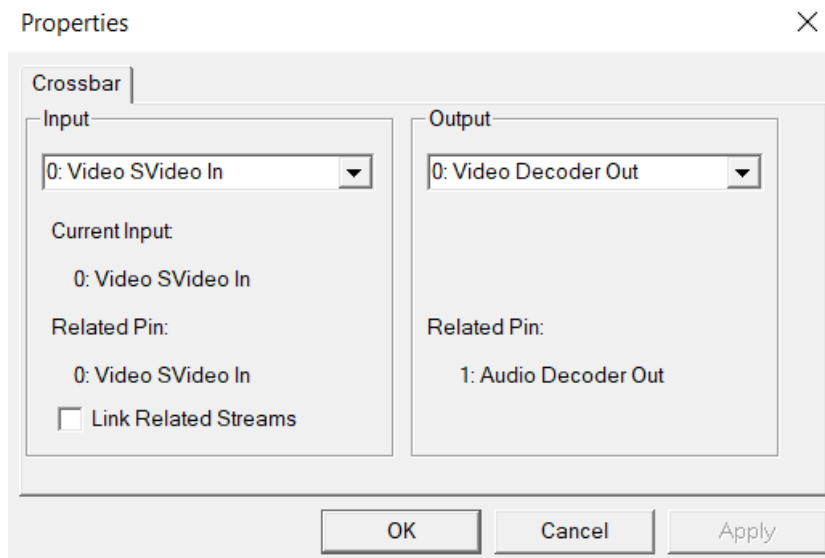 Properties
Crossbar
Input
0: Video SVideo In
Current Input:
0: Video SVideo In
Related Pin:
0: Video SVideo In
Link Related Streams
Output
0: Video Decoder Out
Related Pin:
1: Audio Decoder Out
OK
Cancel
Apply